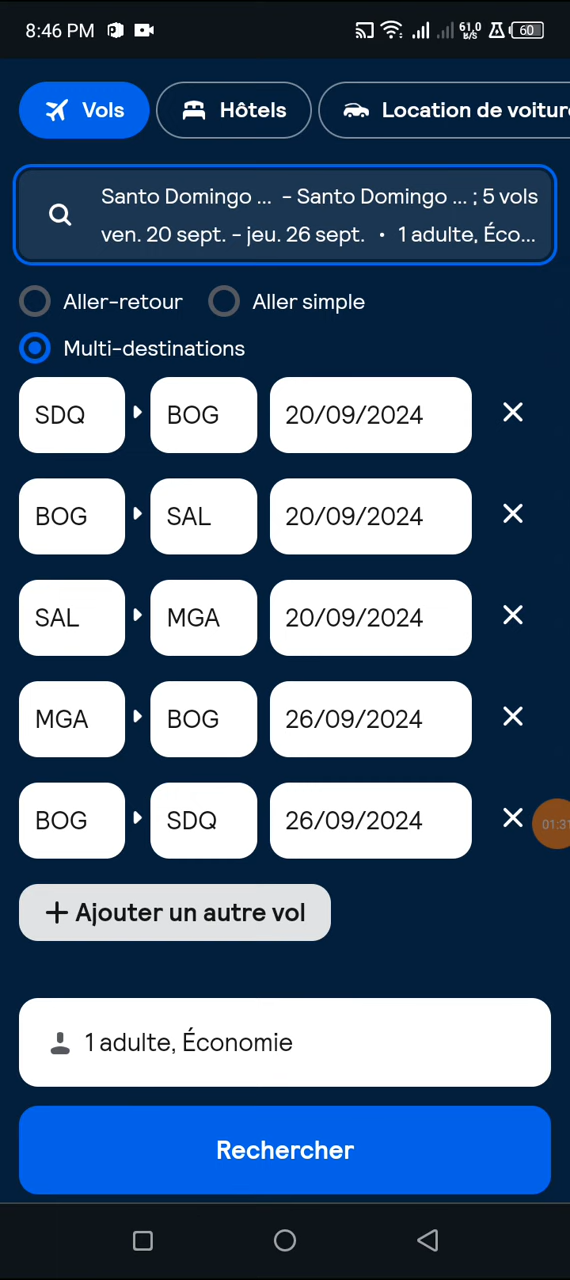 8:46 PM 61,0 B/S 60
Vols Hôtels Location de voiture
Santo Domingo ... - Santo Domingo ... ; 5 vols
ven. 20 sept. - jeu. 26 sept. • 1 adulte, Éco...
Aller-retour Aller simple
Multi-destinations
SDQ BOG 20/09/2024
BOG SAL 20/09/2024
SAL MGA 20/09/2024
MGA BOG 26/09/2024
BOG SDQ 26/09/2024
01:31
+ Ajouter un autre vol
1 adulte, Économie
Rechercher